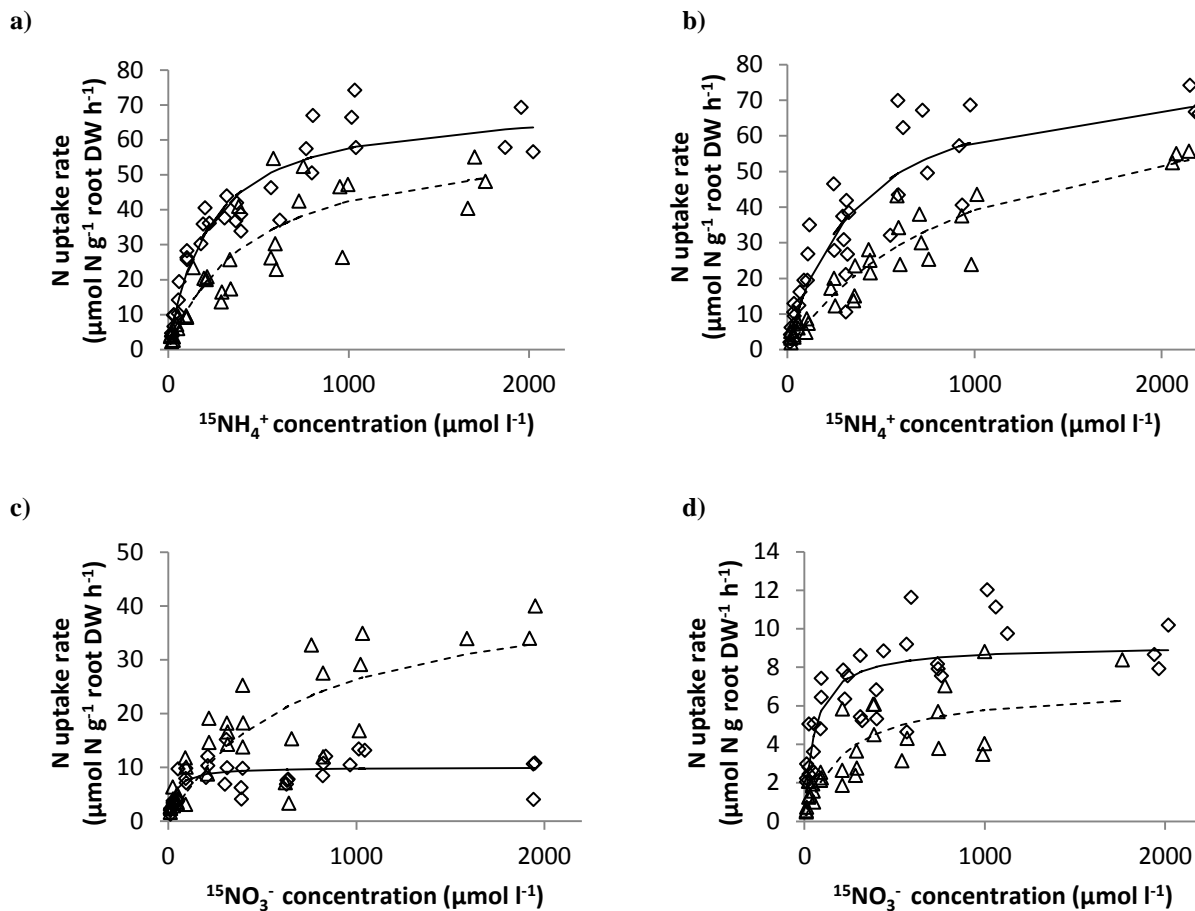 a)
N uptake rate
(µmol N g⁻¹ root DW h⁻¹)
80
70
60
50
40
30
20
10
0
0 1000 2000
¹⁵NH₄⁺ concentration (µmol l⁻¹)
b)
N uptake rate
(µmol N g⁻¹ root DW h⁻¹)
80
70
60
50
40
30
20
10
0
0 1000 2000
¹⁵NH₄⁺ concentration (µmol l⁻¹)
c)
N uptake rate
(µmol N g⁻¹ root DW h⁻¹)
50
40
30
20
10
0
0 1000 2000
¹⁵NO₃⁻ concentration (µmol l⁻¹)
d)
N uptake rate
(µmol N g root DW⁻¹ h⁻¹)
14
12
10
8
6
4
2
0
0 1000 2000
¹⁵NO₃⁻ concentration (µmol l⁻¹)